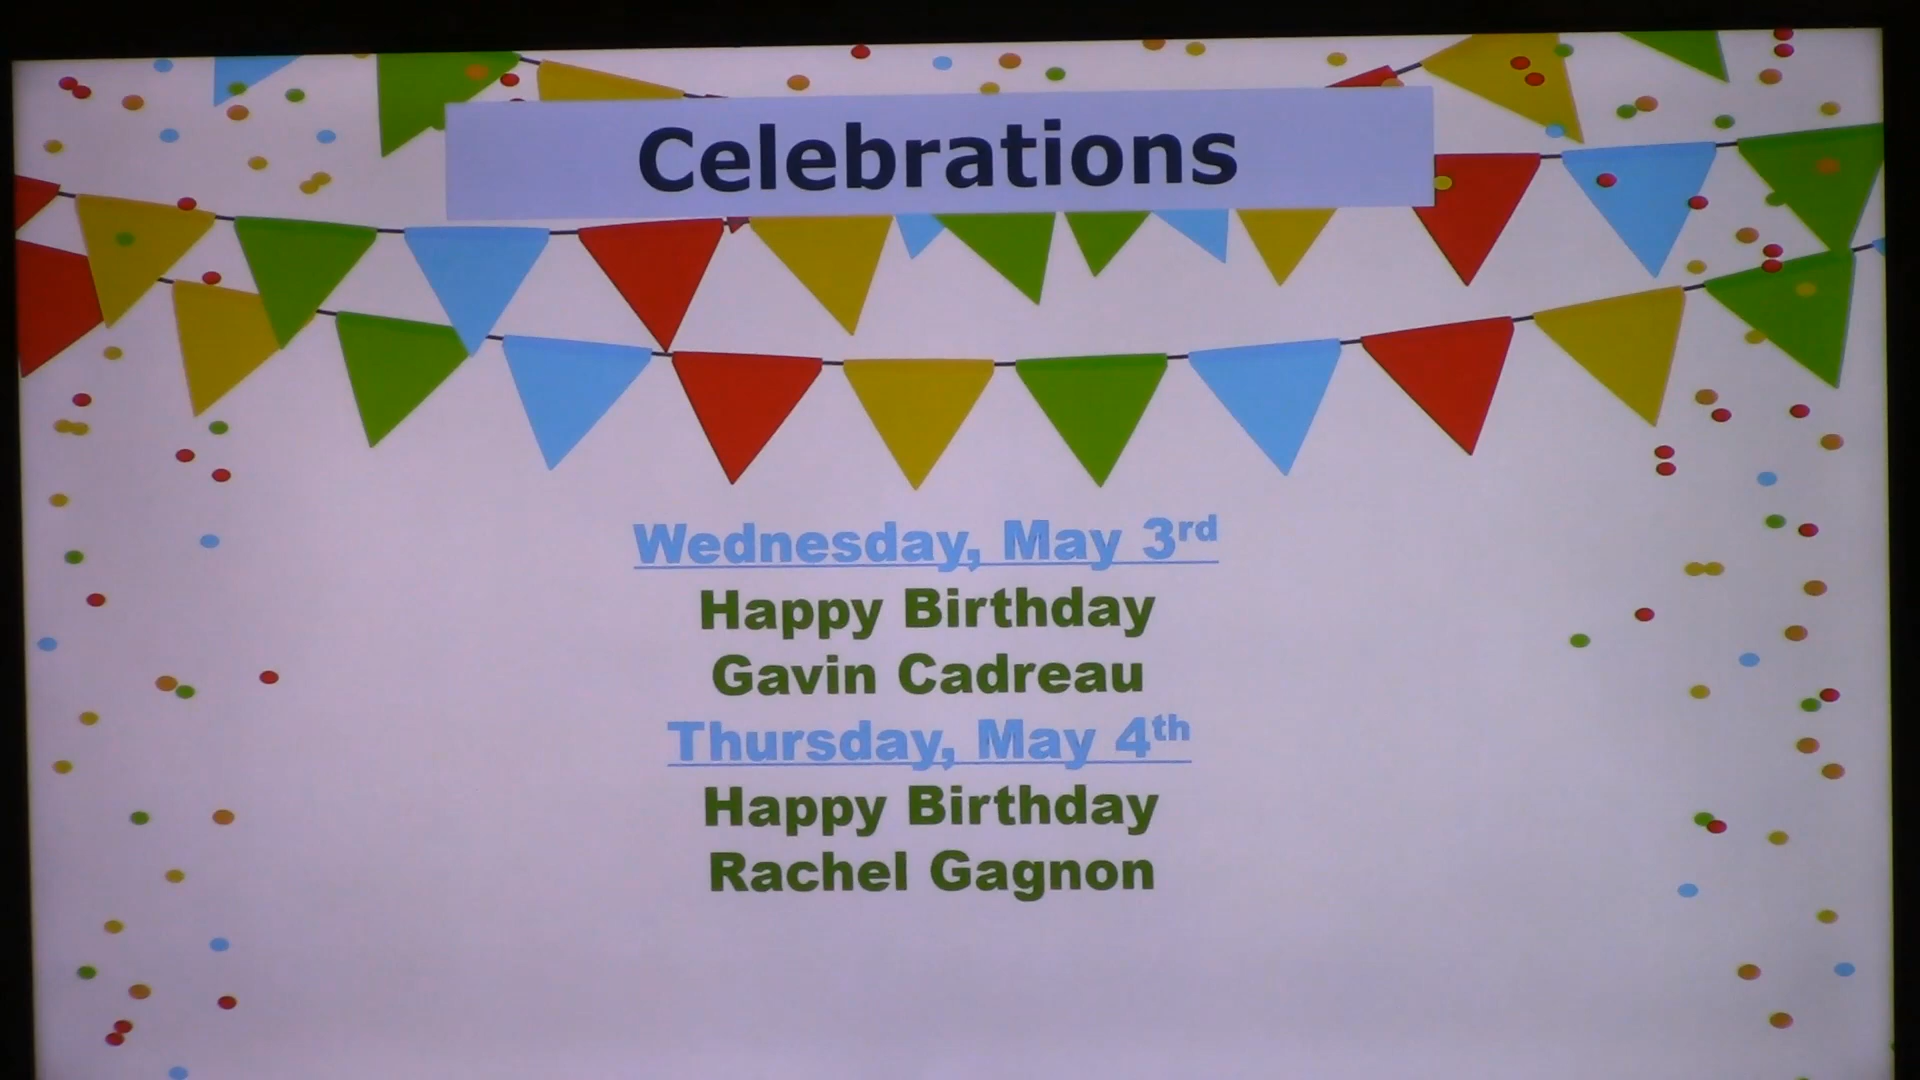 Celebrations
Wednesday, May 3rd
Happy Birthday
Gavin Cadreau
Thursday, May 4th
Happy Birthday
Rachel Gagnon